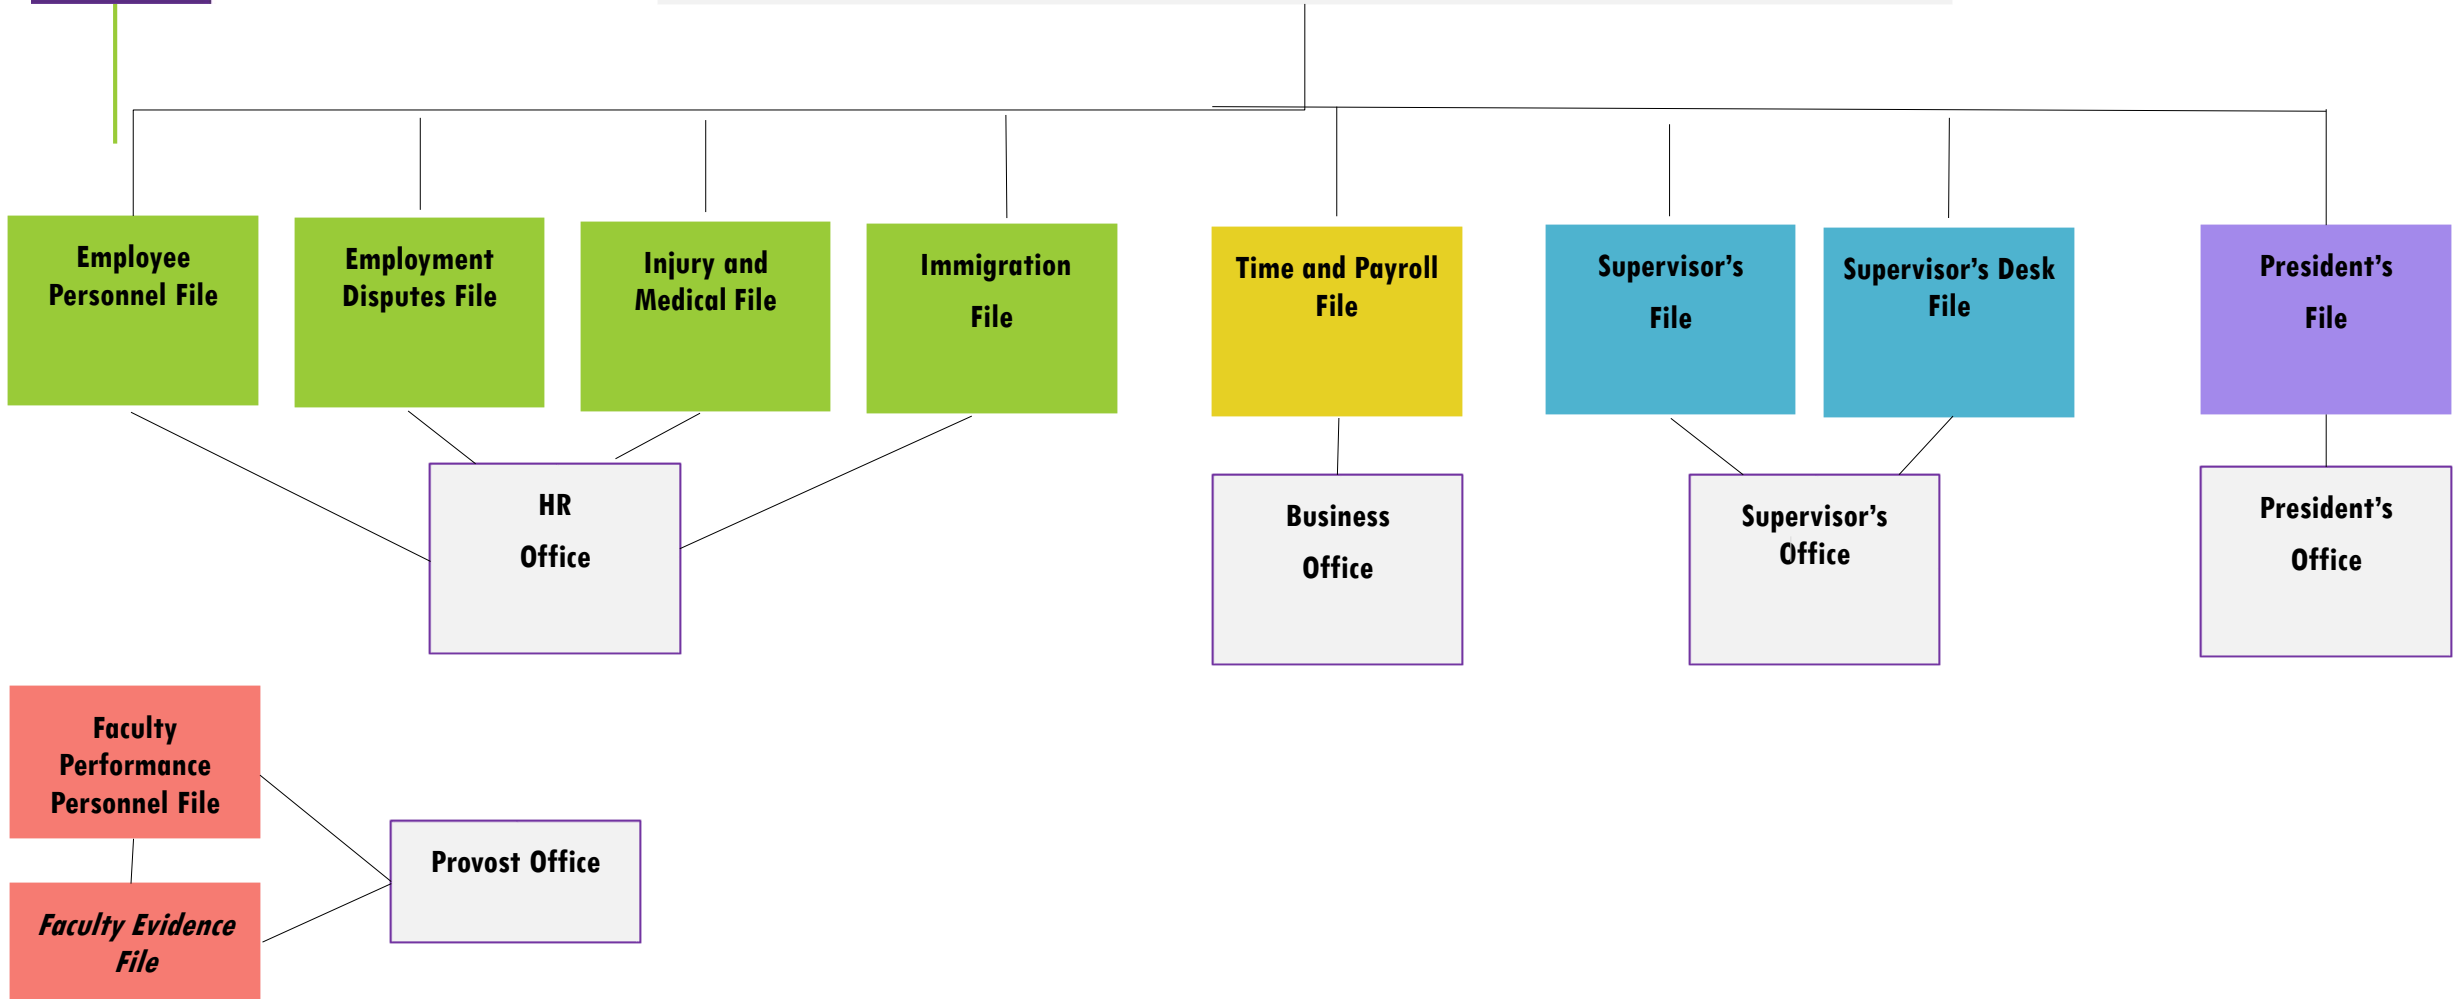 Employee
Personnel File
Employment
Disputes File
Injury and
Medical File
Immigration
File
Time and Payroll
File
Supervisor’s
File
Supervisor’s Desk
File
President’s
File
HR
Office
Business
Office
Supervisor’s
Office
President’s
Office
Faculty
Performance
Personnel File
Provost Office
Faculty Evidence
File